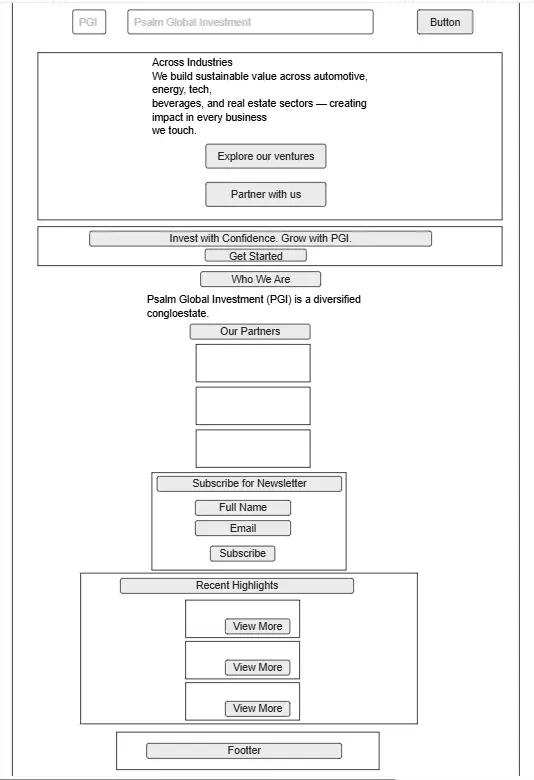 PGI
Psalm Global Investment
Button
Across Industries
We build sustainable value across automotive,
energy, tech,
beverages, and real estate sectors — creating
impact in every business
we touch.
Explore our ventures
Partner with us
Invest with Confidence. Grow with PGI.
Get Started
Who We Are
Psalm Global Investment (PGI) is a diversified
congloestate.
Our Partners
Subscribe for Newsletter
Full Name
Email
Subscribe
Recent Highlights
View More
View More
View More
Footter